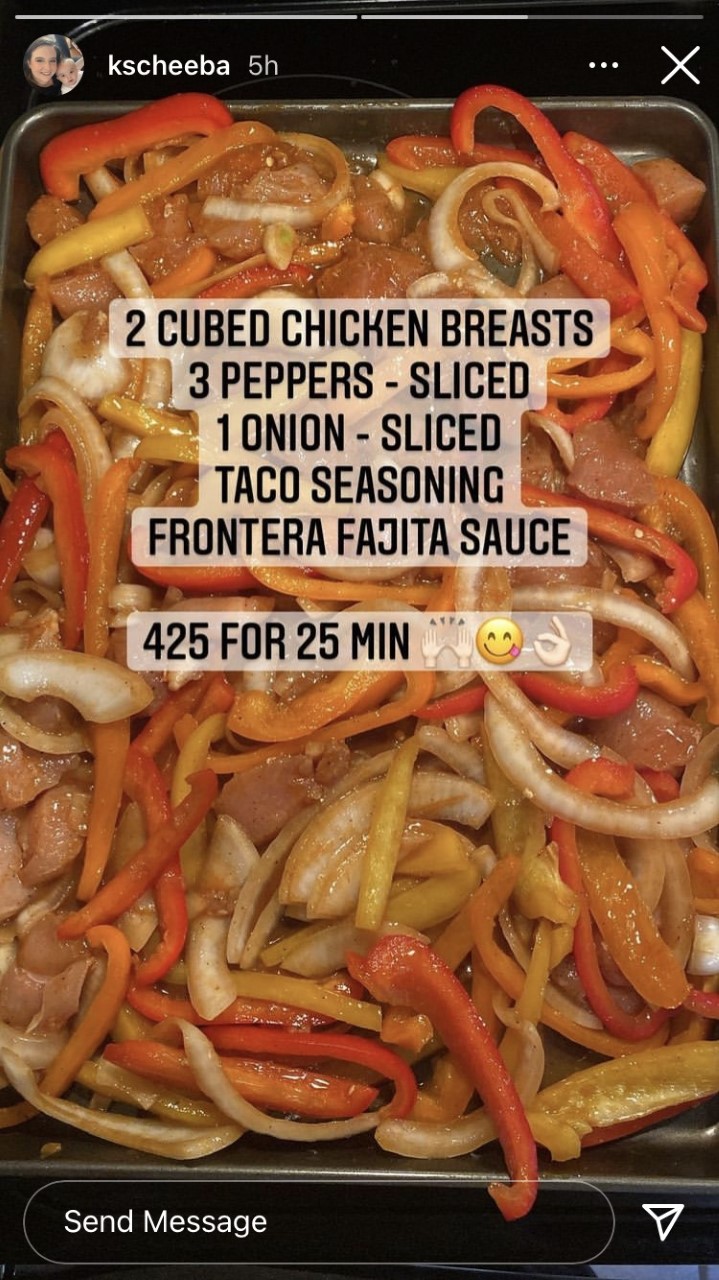 kscheeba 5h
2 CUBED CHICKEN BREASTS
3 PEPPERS - SLICED
1 ONION - SLICED
TACO SEASONING
FRONTERA FAJITA SAUCE
425 FOR 25 MIN 🙌🏻😋👌🏻
Send Message